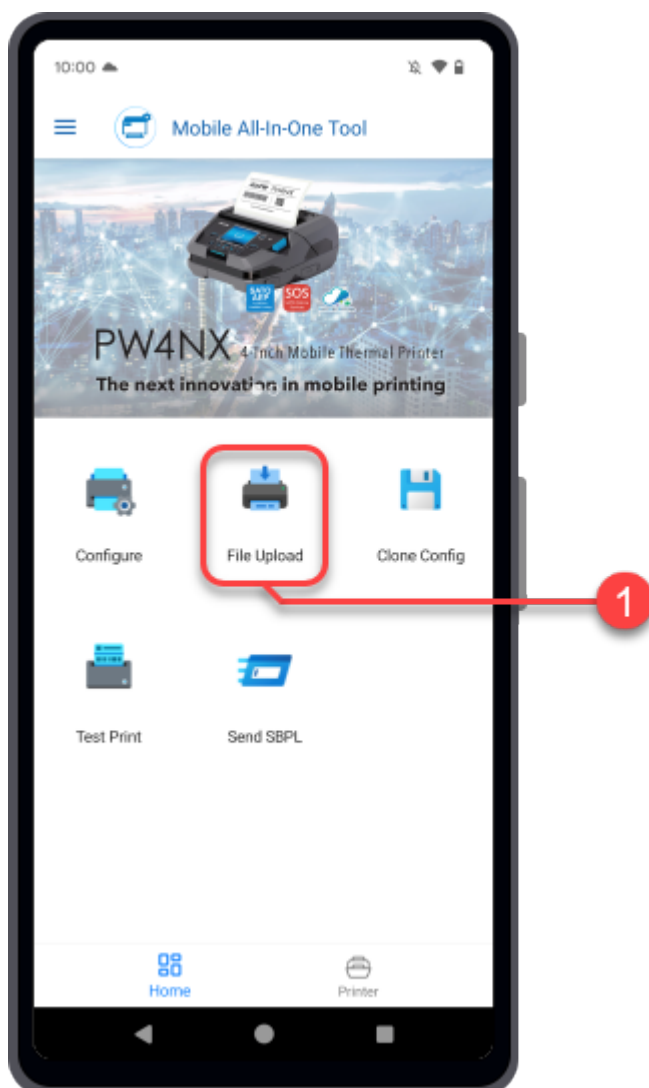 10:00
Mobile All-In-One Tool
SATO
AEP
SOS
PW4NX 4-Inch Mobile Thermal Printer
The next innovation in mobile printing
Configure
File Upload
Clone Config
1
Test Print
Send SBPL
Home
Printer